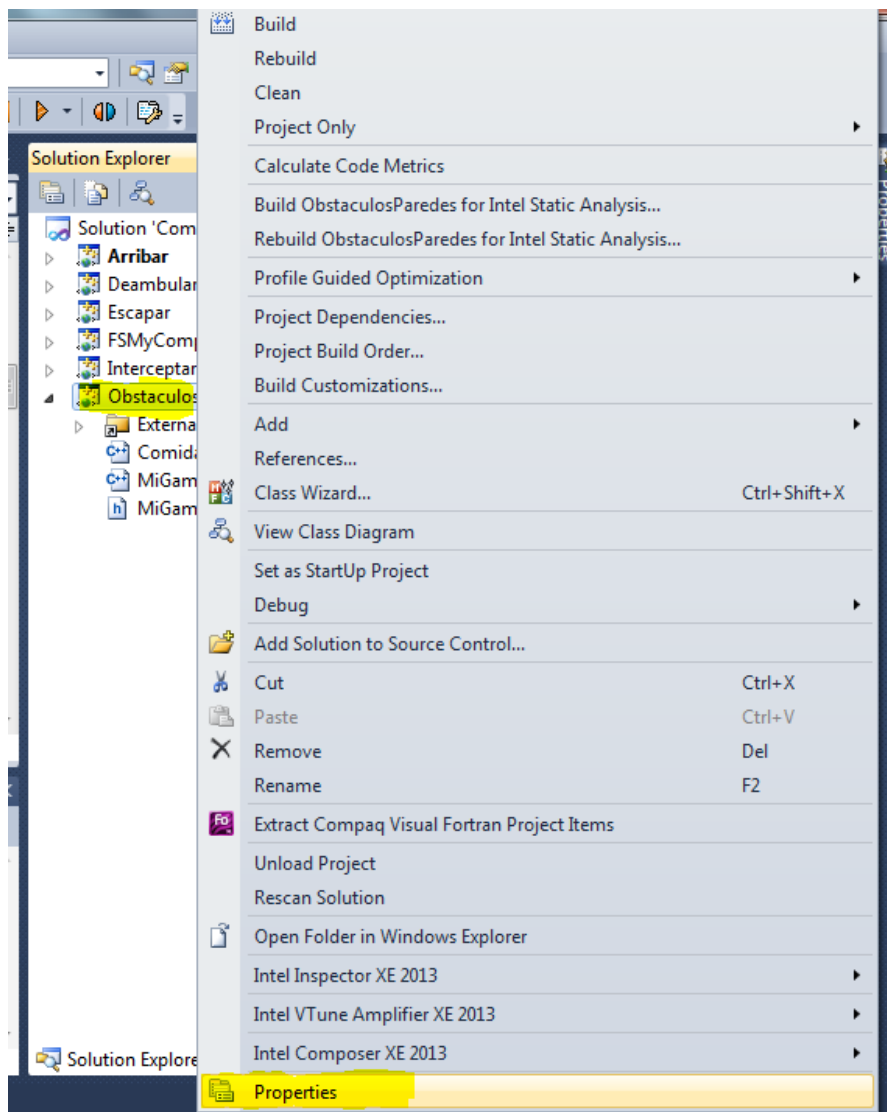 Build
Rebuild
Clean
Project Only
Calculate Code Metrics
Build ObstaculosParedes for Intel Static Analysis...
Rebuild ObstaculosParedes for Intel Static Analysis...
Profile Guided Optimization
Project Dependencies...
Project Build Order...
Build Customizations...
Add
References...
Class Wizard... Ctrl+Shift+X
View Class Diagram
Set as StartUp Project
Debug
Add Solution to Source Control...
Cut Ctrl+X
Paste Ctrl+V
Remove Del
Rename F2
Extract Compaq Visual Fortran Project Items
Unload Project
Rescan Solution
Open Folder in Windows Explorer
Intel Inspector XE 2013
Intel VTune Amplifier XE 2013
Intel Composer XE 2013
Properties
Solution Explorer
Solution 'Com
Arribar
Deambular
Escapar
FSMyComp
Interceptar
Obstaculos
Externa
Comida
MiGam
MiGam
Solution Explore
Properties